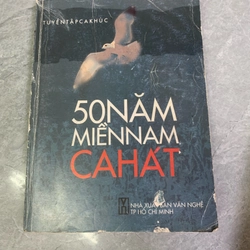 TUYỂN TẬP CA KHÚC
50 NĂM
MIỀN NAM
CA HÁT
NHÀ XUẤT BẢN VĂN NGHỆ
TP HỒ CHÍ MINH